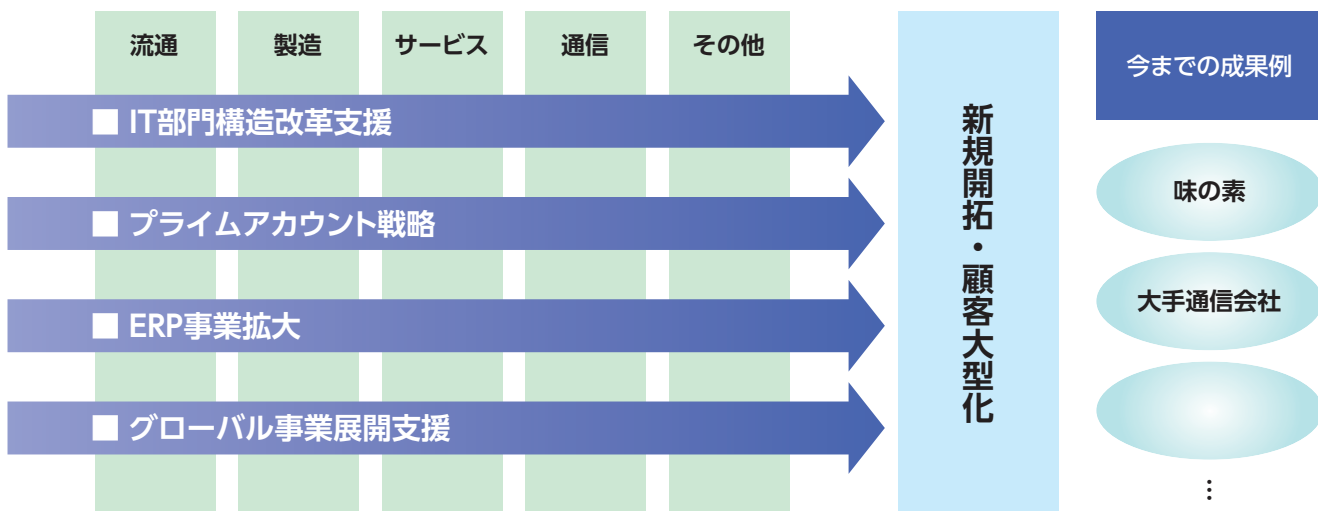 流通
製造
サービス
通信
その他
■ IT部門構造改革支援
■ プライムアカウント戦略
■ ERP事業拡大
■ グローバル事業展開支援
新規開拓・顧客大型化
今までの成果例
味の素
大手通信会社
⋮